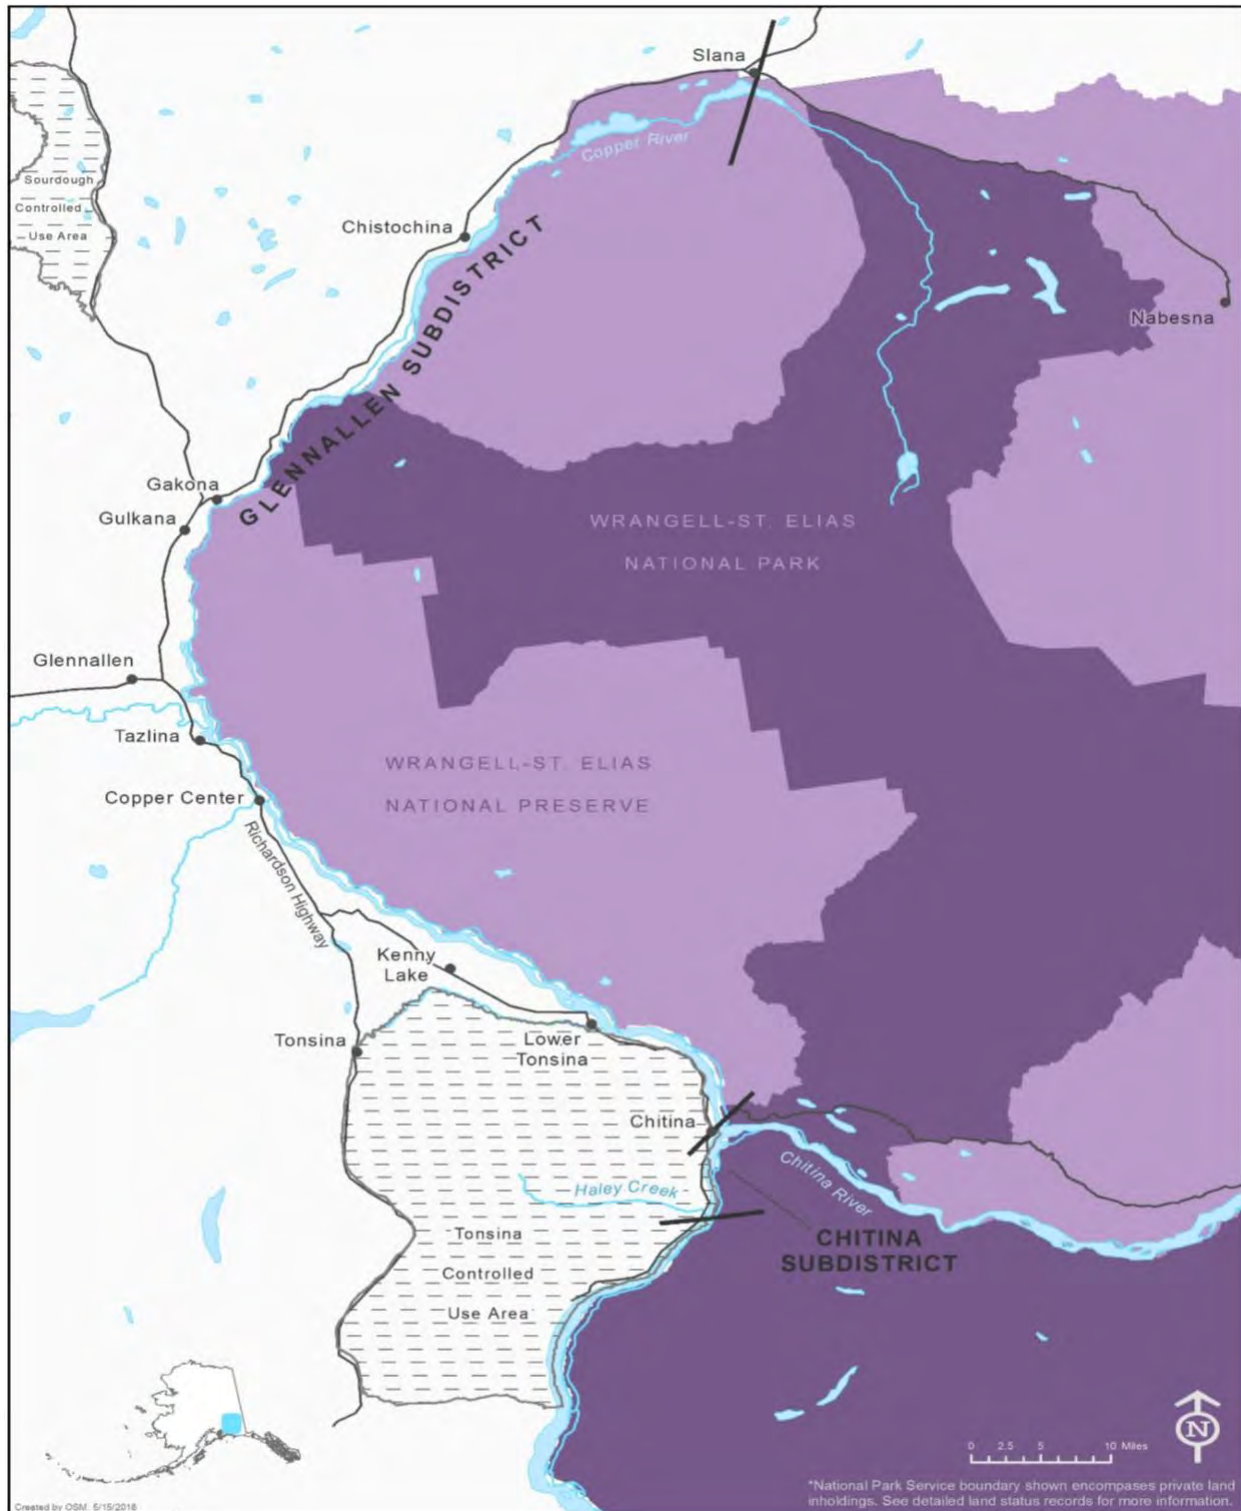 Slana
Copper River
Sourdough
Controlled
Use Area
Chistochina
GLENNALLEN SUBDISTRICT
Nabesna
Gakona
Gulkana
WRANGELL-ST. ELIAS
NATIONAL PARK
Glennallen
Tazlina
WRANGELL-ST. ELIAS
NATIONAL PRESERVE
Copper Center
Richardson Highway
Kenny
Lake
Tonsina
Lower
Tonsina
Chitina
Chitina River
Haley Creek
CHITINA
SUBDISTRICT
Tonsina
Controlled
Use Area
N
0 2.5 5 10 Miles
*National Park Service boundary shown encompases private land
inholdings. See detailed land status records for more information.
Created by OSM, 5/15/2018